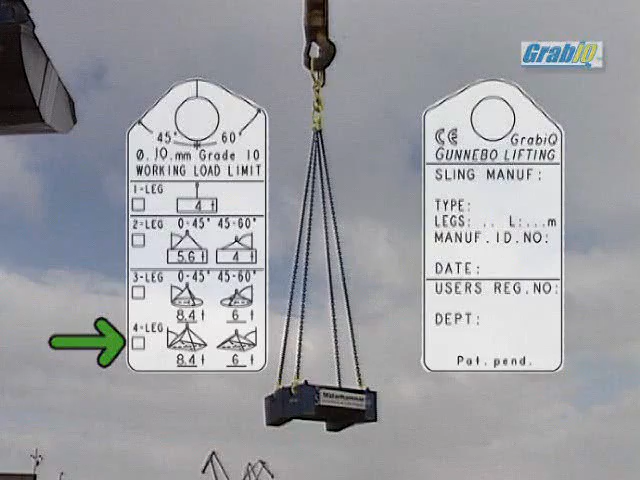 GrabiQ
45° 60°
Ø.10.mm Grade 10
WORKING LOAD LIMIT
1-LEG
4 t
2-LEG 0-45° 45-60°
5,6 t 4 t
3-LEG 0-45° 45-60°
8,4 t 6 t
4-LEG
8,4 t 6 t
CE GrabiQ
GUNNEBO LIFTING
SLING MANUF:
TYPE:
LEGS: .. L:...m
MANUF.ID.NO:
DATE:
USERS REG.NO:
DEPT:
Pat. pend.